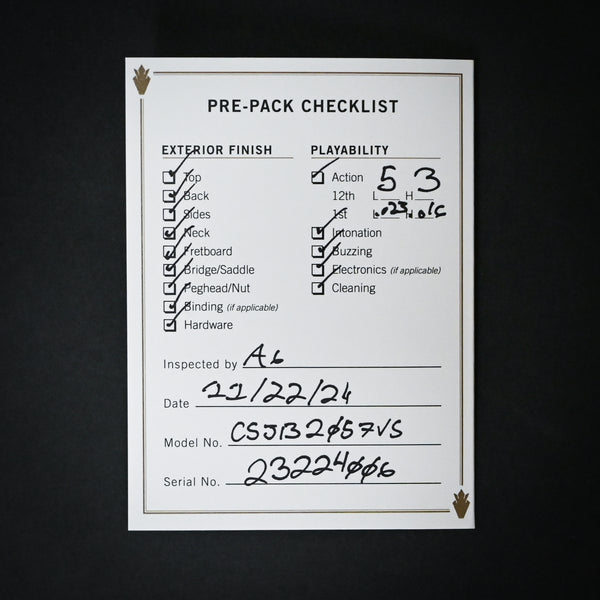 PRE-PACK CHECKLIST
EXTERIOR FINISH
Top
Back
Sides
Neck
Fretboard
Bridge/Saddle
Peghead/Nut
Binding (if applicable)
Hardware
PLAYABILITY
Action
12th L 5 H 3
1st L .023 H .016
Intonation
Buzzing
Electronics (if applicable)
Cleaning
Inspected by
Date 11/22/24
Model No. CSJB2057VS
Serial No. 23224006